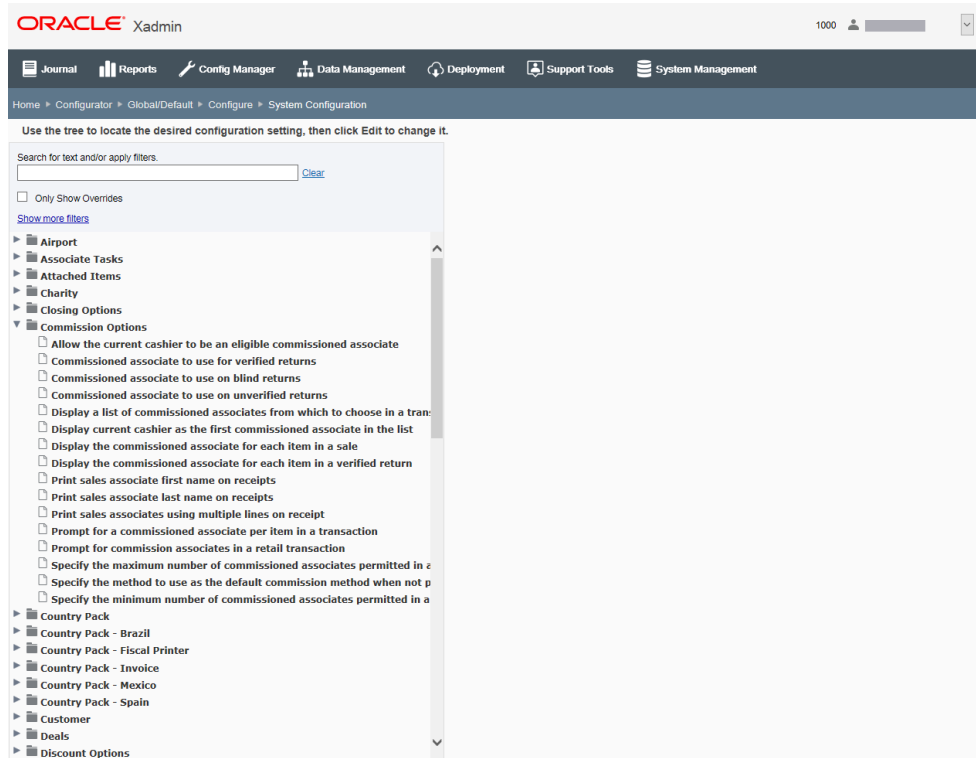 ORACLE Xadmin
1000
Journal Reports Config Manager Data Management Deployment Support Tools System Management
Home Configurator Global/Default Configure System Configuration
Use the tree to locate the desired configuration setting, then click Edit to change it.
Search for text and/or apply filters.
Clear
Only Show Overrides
Show more filters
Airport
Associate Tasks
Attached Items
Charity
Closing Options
Commission Options
Allow the current cashier to be an eligible commissioned associate
Commissioned associate to use for verified returns
Commissioned associate to use on blind returns
Commissioned associate to use on unverified returns
Display a list of commissioned associates from which to choose in a tran
Display current cashier as the first commissioned associate in the list
Display the commissioned associate for each item in a sale
Display the commissioned associate for each item in a verified return
Print sales associate first name on receipts
Print sales associate last name on receipts
Print sales associates using multiple lines on receipt
Prompt for a commissioned associate per item in a transaction
Prompt for commission associates in a retail transaction
Specify the maximum number of commissioned associates permitted in a
Specify the method to use as the default commission method when not p
Specify the minimum number of commissioned associates permitted in a
Country Pack
Country Pack - Brazil
Country Pack - Fiscal Printer
Country Pack - Invoice
Country Pack - Mexico
Country Pack - Spain
Customer
Deals
Discount Options